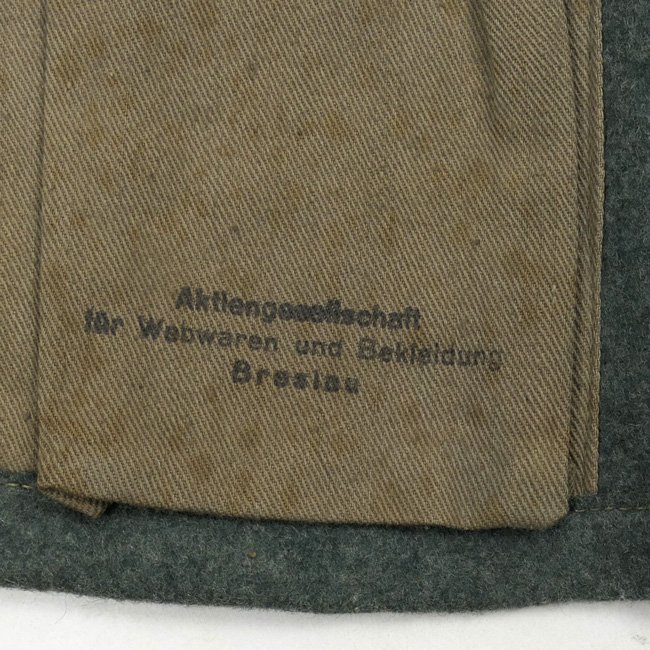 Aktiengesellschaft
für Webwaren und Bekleidung
Breslau